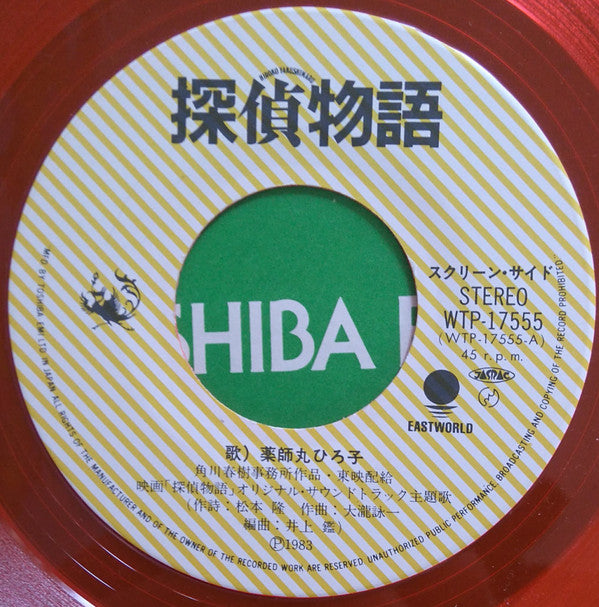 HIROKO YAKUSHIMARU
探偵物語
スクリーン・サイド
STEREO
WTP-17555
(WTP-17555-A)
45 r.p.m.
JASRAC
EASTWORLD
SHIBA
歌）薬師丸ひろ子
角川春樹事務所作品・東映配給
映画「探偵物語」オリジナル・サウンドトラック主題歌
(作詩：松本 隆　作曲：大瀧詠一
編曲：井上 鑑)
Ⓟ1983
MFD BY TOSHIBA EMI LTD IN JAPAN ALL RIGHTS OF THE MANUFACTURER AND OF THE OWNER OF THE RECORDED WORK ARE RESERVED UNAUTHORIZED PUBLIC PERFORMANCE BROADCASTING AND COPYING OF THE RECORD PROHIBITED